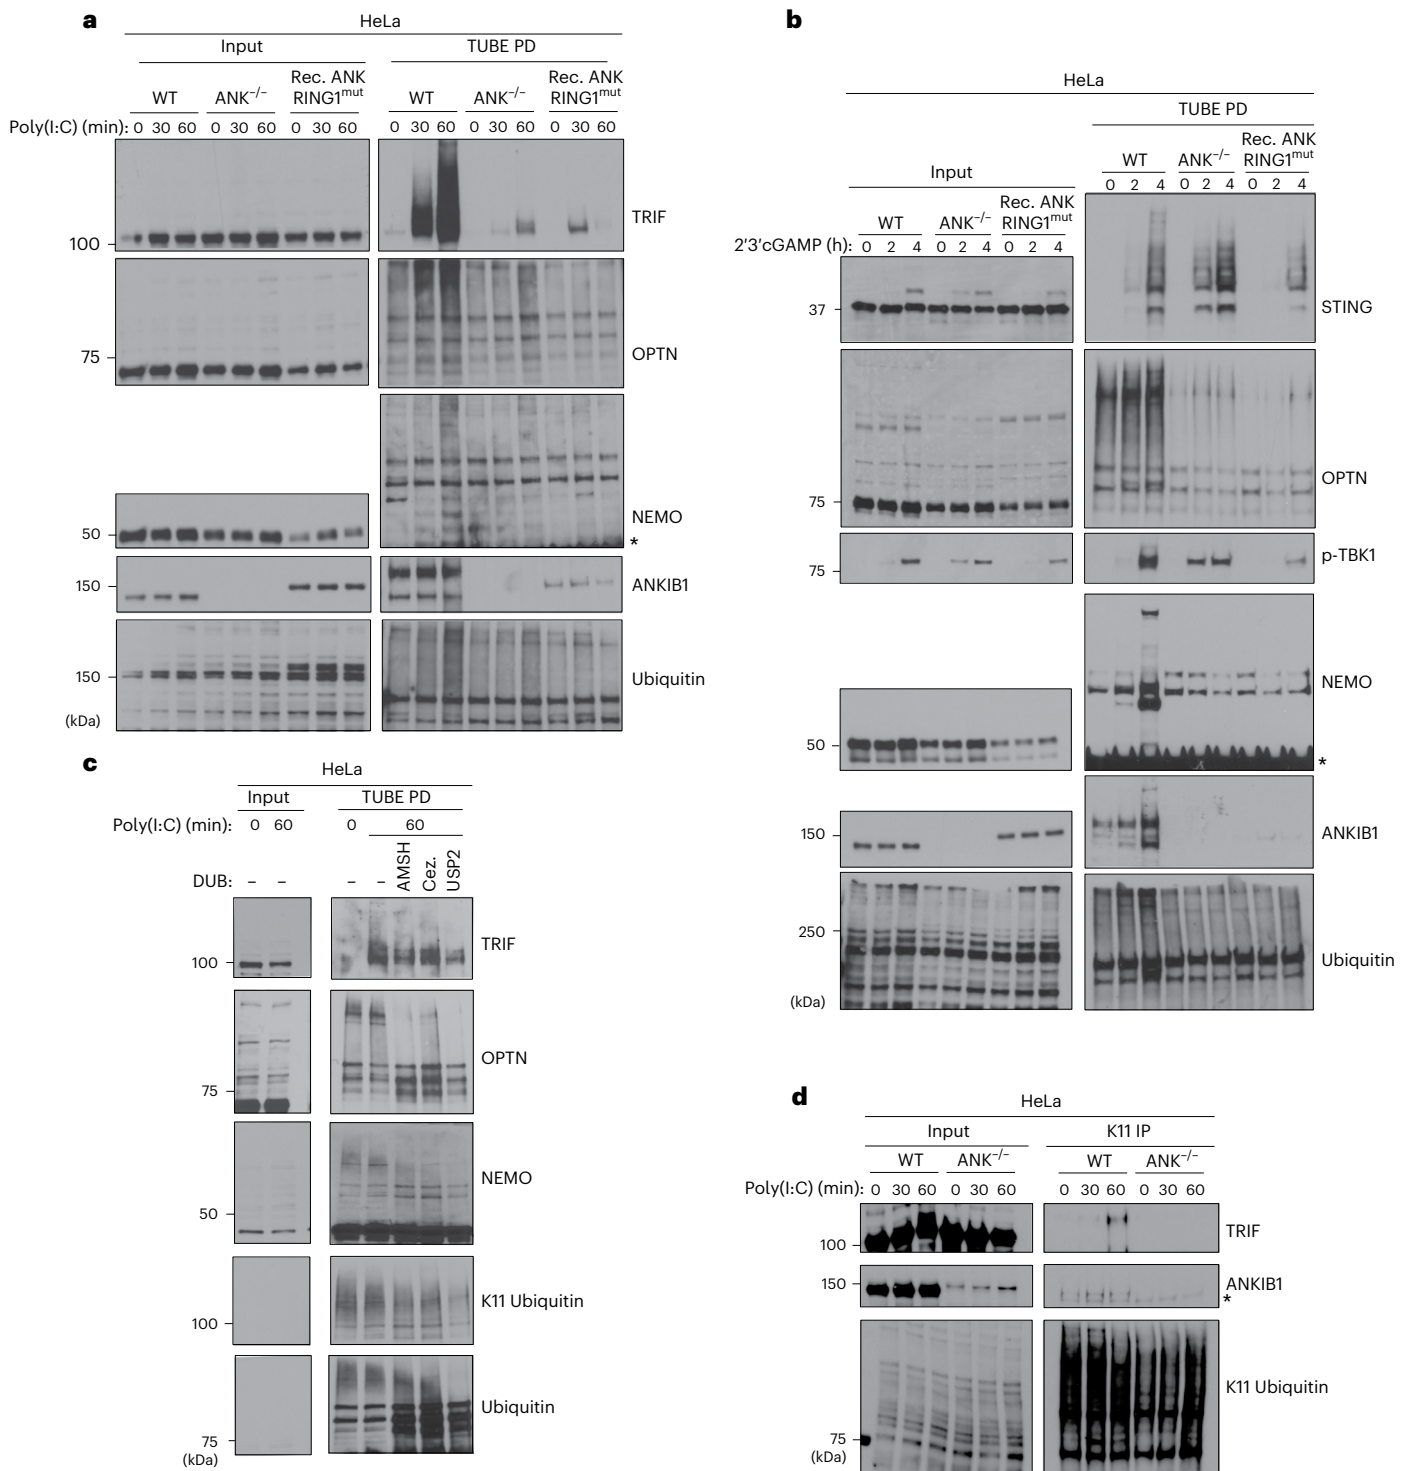 a
HeLa
Input TUBE PD
WT ANK⁻/⁻ Rec. ANK RING1ᵐᵘᵗ WT ANK⁻/⁻ Rec. ANK RING1ᵐᵘᵗ
Poly(I:C) (min): 0 30 60 0 30 60 0 30 60 0 30 60 0 30 60 0 30 60
100 TRIF
75 OPTN
50 NEMO
*
150 ANKIB1
150 Ubiquitin
(kDa)
b
HeLa
TUBE PD
WT ANK⁻/⁻ Rec. ANK RING1ᵐᵘᵗ
0 2 4 0 2 4 0 2 4
Input
WT ANK⁻/⁻ Rec. ANK RING1ᵐᵘᵗ
2′3′cGAMP (h): 0 2 4 0 2 4 0 2 4
37 STING
75 OPTN
75 p-TBK1
50 NEMO
*
150 ANKIB1
250 Ubiquitin
(kDa)
c
HeLa
Input TUBE PD
Poly(I:C) (min): 0 60 0 60
DUB: – – – – AMSH Cez. USP2
100 TRIF
75 OPTN
50 NEMO
100 K11 Ubiquitin
75 Ubiquitin
(kDa)
d
HeLa
Input K11 IP
WT ANK⁻/⁻ WT ANK⁻/⁻
Poly(I:C) (min): 0 30 60 0 30 60 0 30 60 0 30 60
100 TRIF
150 ANKIB1
*
75 K11 Ubiquitin
(kDa)